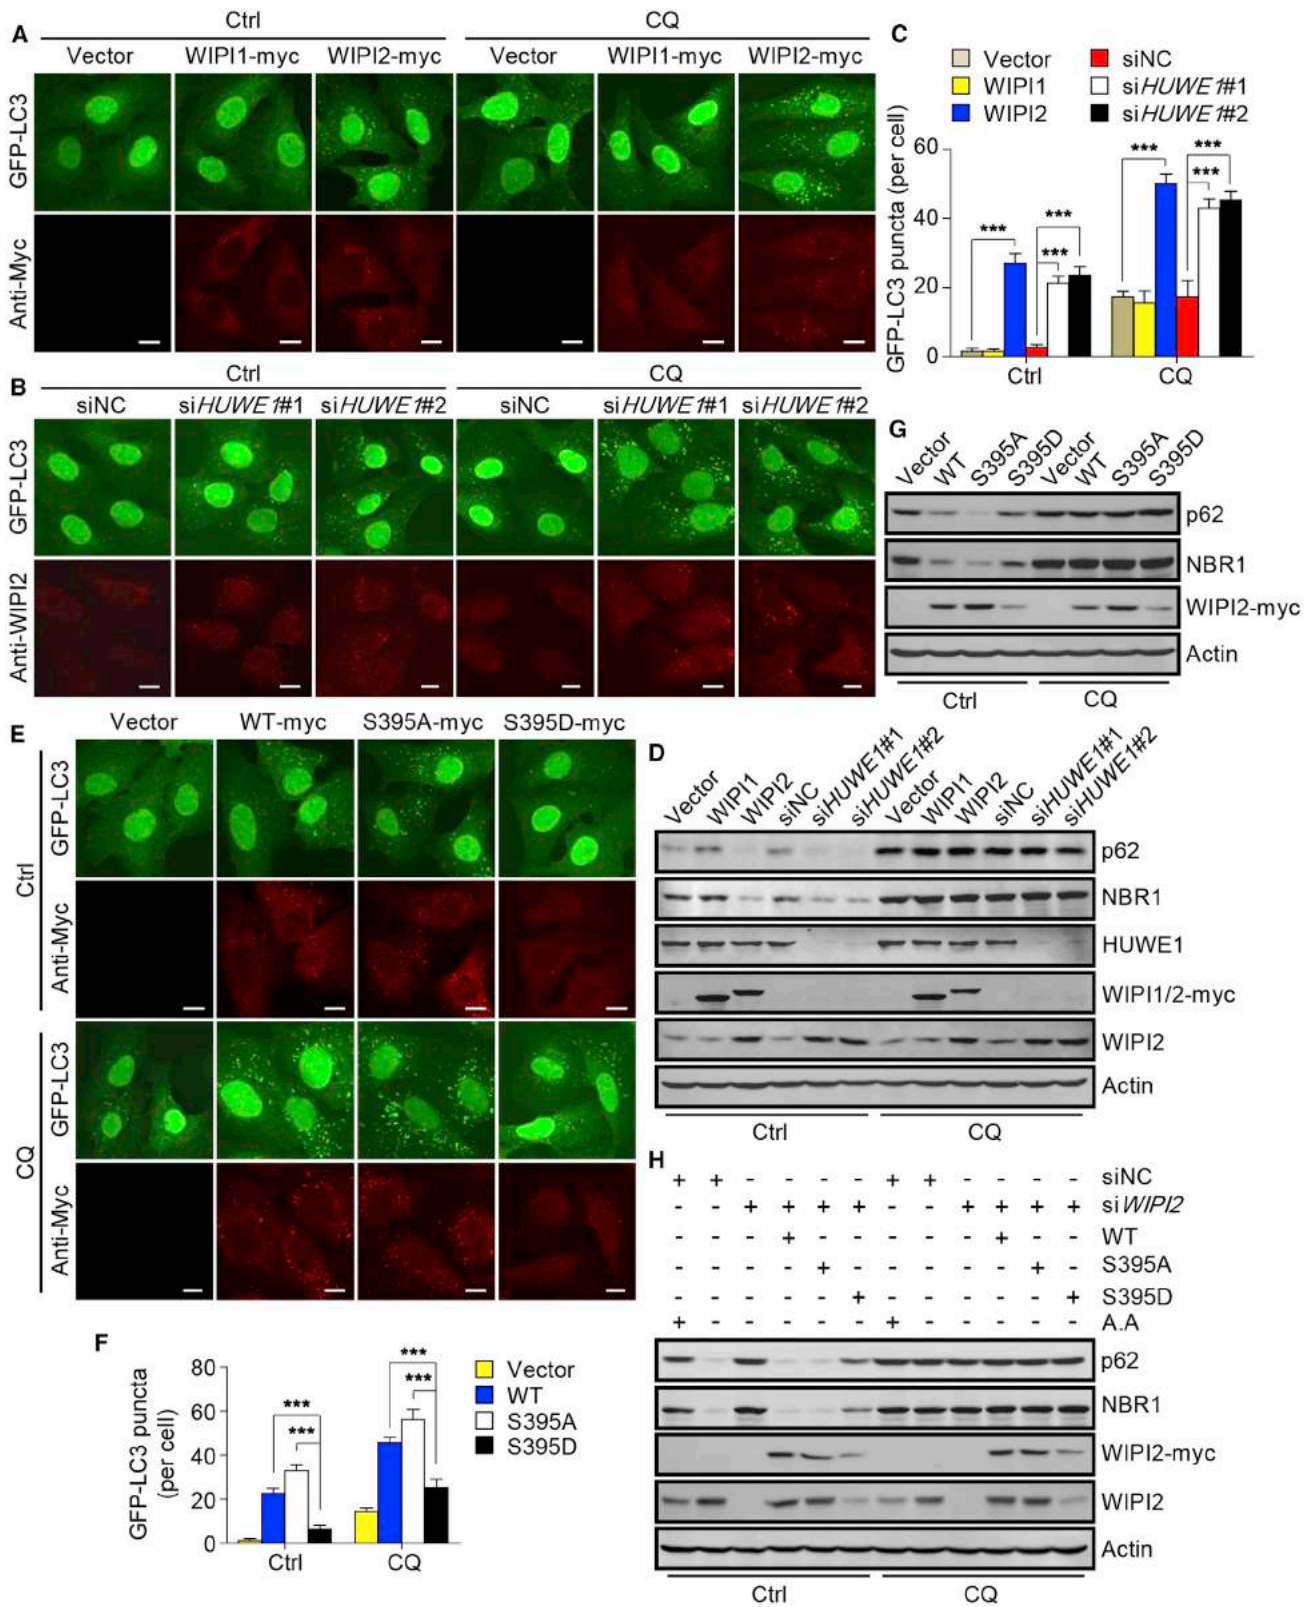 A
Ctrl
CQ
Vector
WIPI1-myc
WIPI2-myc
Vector
WIPI1-myc
WIPI2-myc
GFP-LC3
Anti-Myc
B
Ctrl
CQ
siNC
siHUWE1#1
siHUWE1#2
siNC
siHUWE1#1
siHUWE1#2
GFP-LC3
Anti-WIPI2
C
Vector
WIPI1
WIPI2
siNC
siHUWE1#1
siHUWE1#2
GFP-LC3 puncta (per cell)
60
40
20
0
***
***
***
***
***
***
Ctrl
CQ
G
Vector
WT
S395A
S395D
Vector
WT
S395A
S395D
p62
NBR1
WIPI2-myc
Actin
Ctrl
CQ
E
Vector
WT-myc
S395A-myc
S395D-myc
Ctrl
GFP-LC3
Anti-Myc
CQ
GFP-LC3
Anti-Myc
D
Vector
WIPI1
WIPI2
siNC
siHUWE1#1
siHUWE1#2
Vector
WIPI1
WIPI2
siNC
siHUWE1#1
siHUWE1#2
p62
NBR1
HUWE1
WIPI1/2-myc
WIPI2
Actin
Ctrl
CQ
F
GFP-LC3 puncta
(per cell)
80
60
40
20
0
***
***
***
***
Ctrl
CQ
Vector
WT
S395A
S395D
H
+ + - - - - + + - - - - siNC
- - + + + + - - + + + + siWIPI2
- - - + - - - - - + - - WT
- - - - + - - - - - + - S395A
- - - - - + - - - - - + S395D
+ - - - - - + - - - - - A.A
p62
NBR1
WIPI2-myc
WIPI2
Actin
Ctrl
CQ